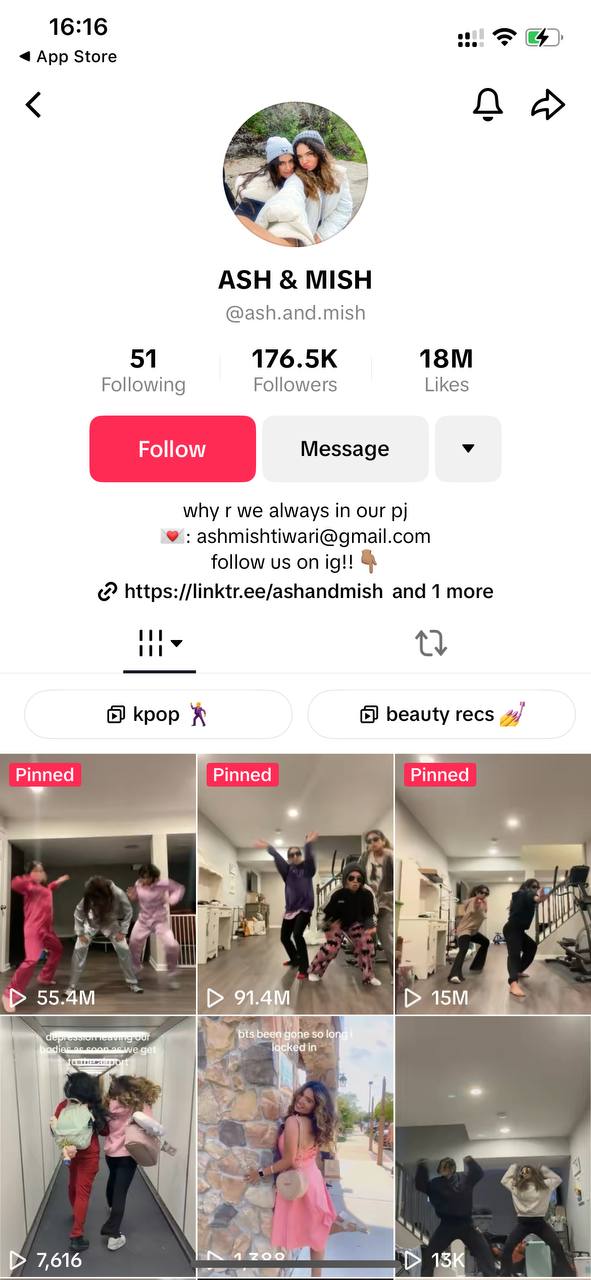 16:16
◀ App Store
ASH & MISH
@ash.and.mish
51
Following
176.5K
Followers
18M
Likes
Follow
Message
why r we always in our pj
💌: ashmishtiwari@gmail.com
follow us on ig!! 👇🏽
https://linktr.ee/ashandmish and 1 more
kpop 🕺
beauty recs 💅
Pinned
Pinned
Pinned
55.4M
91.4M
15M
depression leaving our
bodies as soon as we get
to the airport
bts been gone so long i
locked in
7,616
1,388
13K